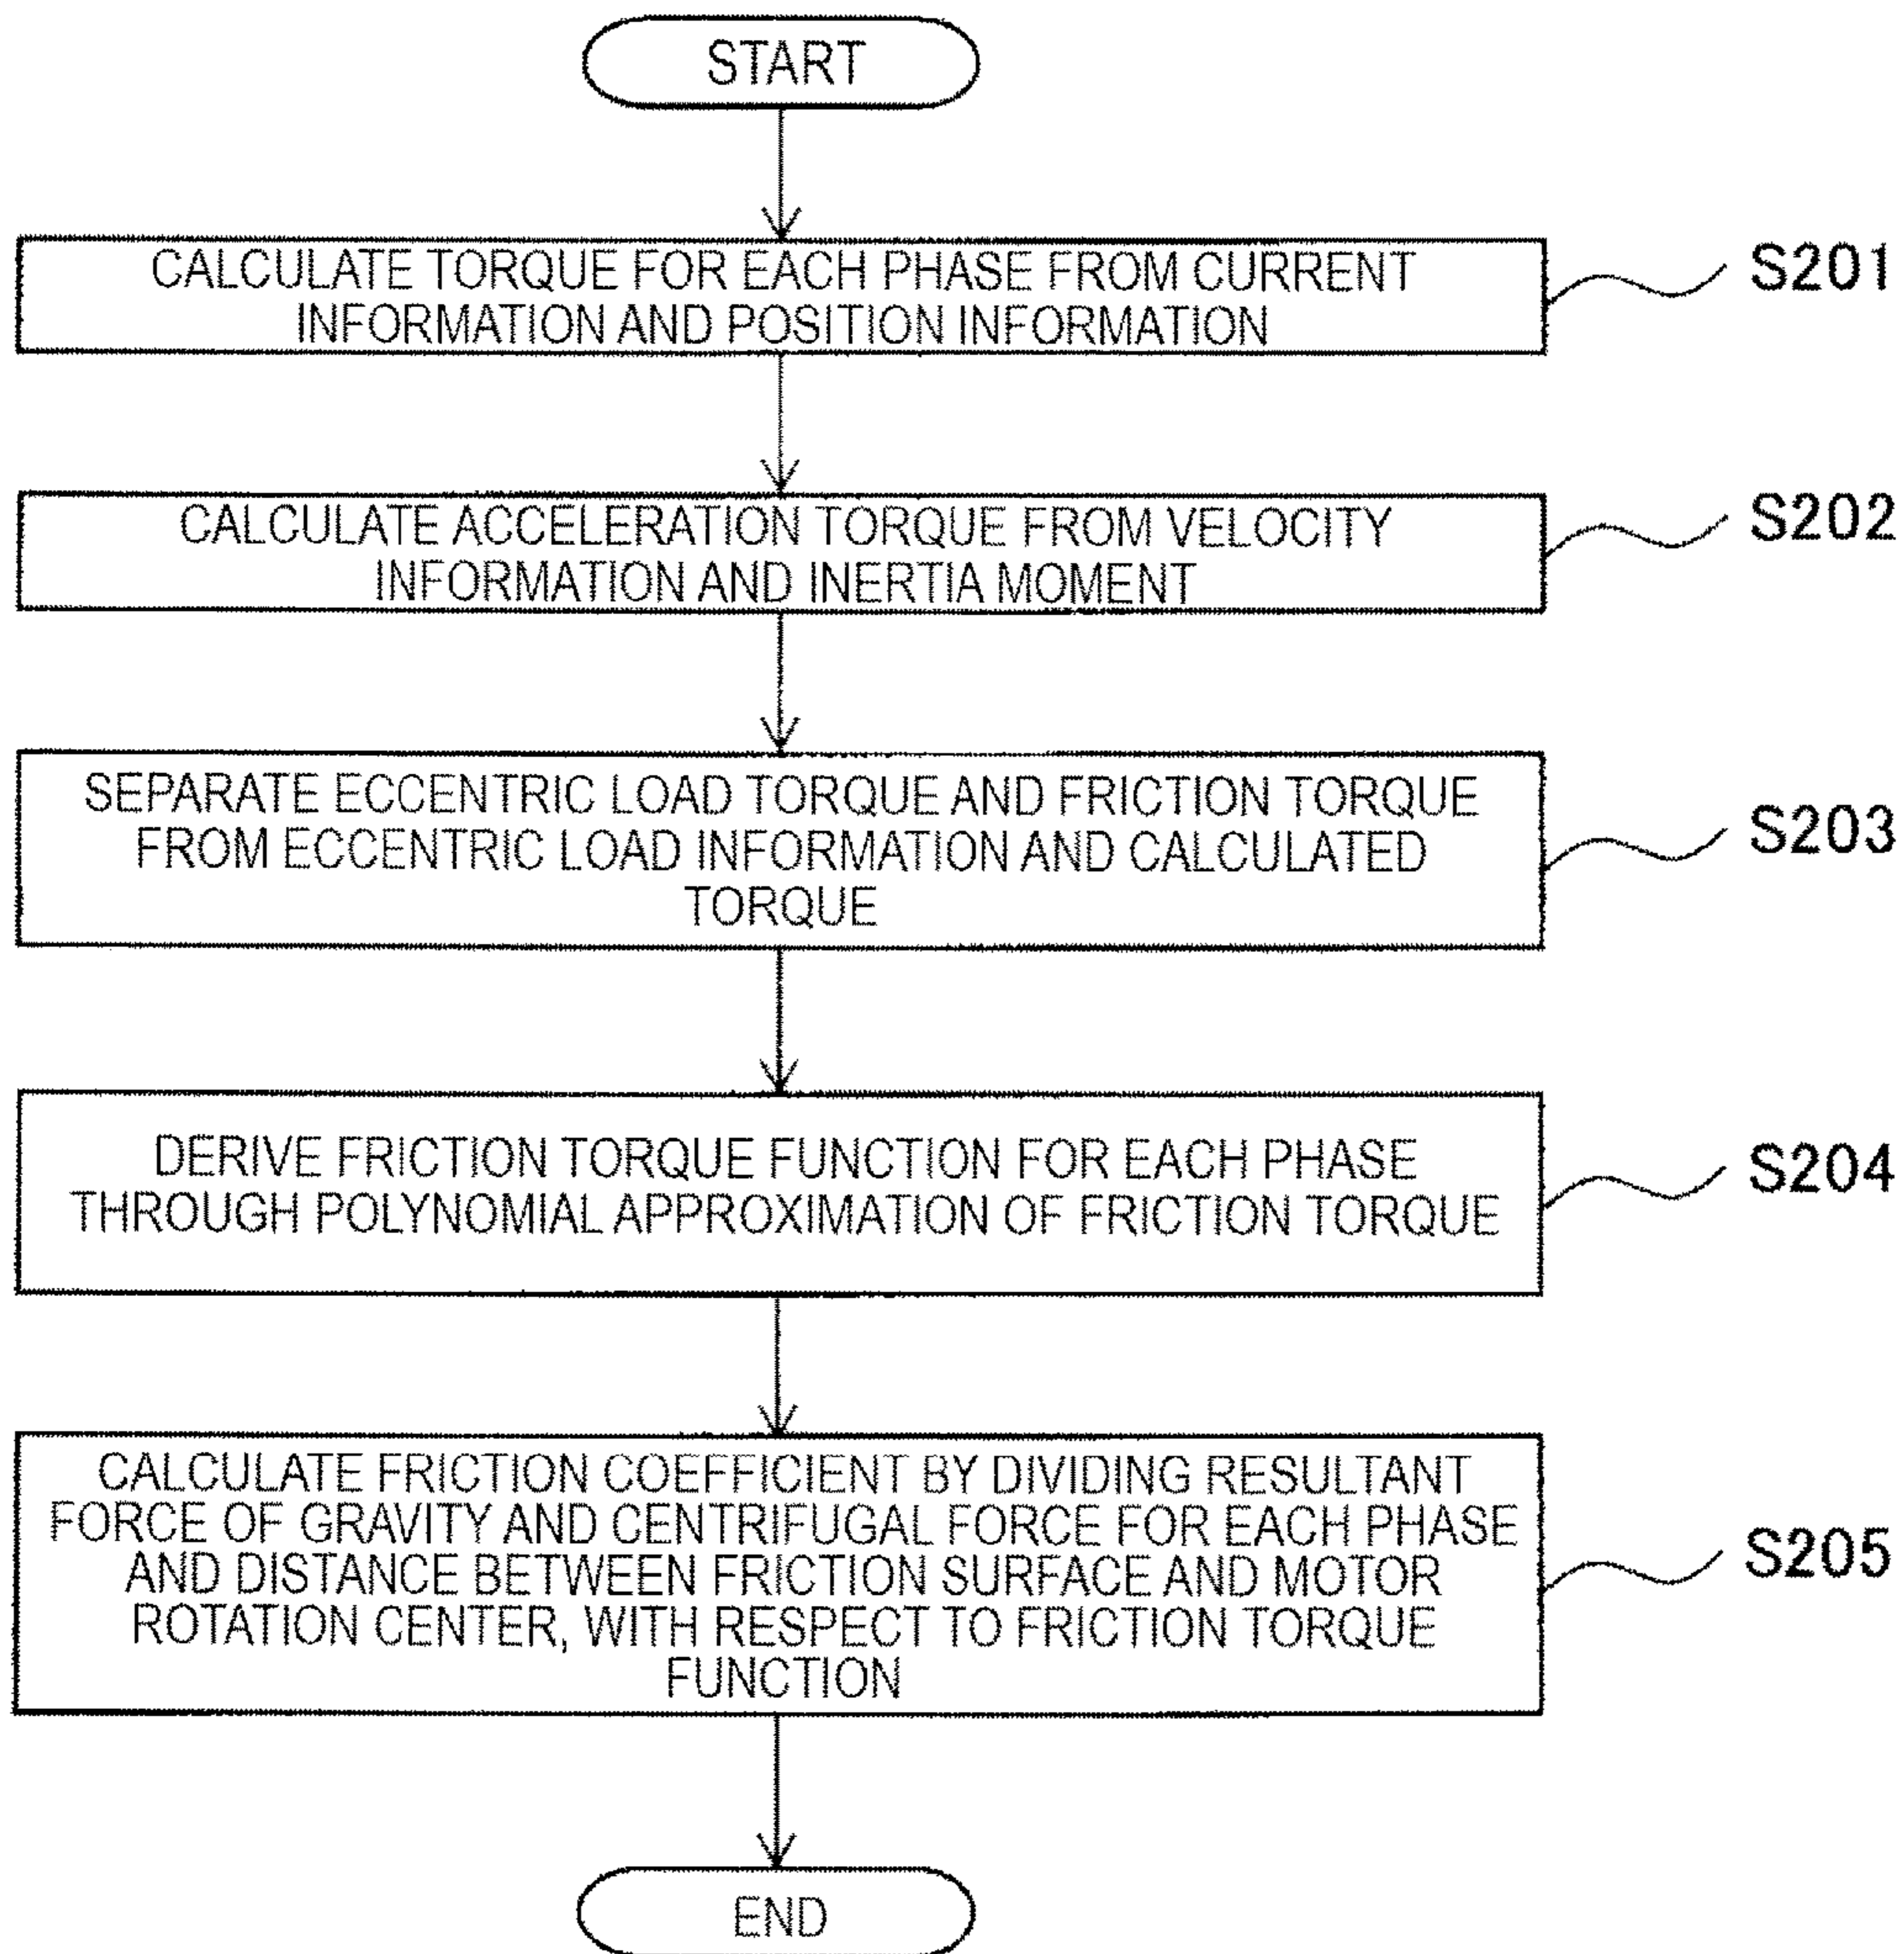 START
CALCULATE TORQUE FOR EACH PHASE FROM CURRENT
INFORMATION AND POSITION INFORMATION
S201
CALCULATE ACCELERATION TORQUE FROM VELOCITY
INFORMATION AND INERTIA MOMENT
S202
SEPARATE ECCENTRIC LOAD TORQUE AND FRICTION TORQUE
FROM ECCENTRIC LOAD INFORMATION AND CALCULATED
TORQUE
S203
DERIVE FRICTION TORQUE FUNCTION FOR EACH PHASE
THROUGH POLYNOMIAL APPROXIMATION OF FRICTION TORQUE
S204
CALCULATE FRICTION COEFFICIENT BY DIVIDING RESULTANT
FORCE OF GRAVITY AND CENTRIFUGAL FORCE FOR EACH PHASE
AND DISTANCE BETWEEN FRICTION SURFACE AND MOTOR
ROTATION CENTER, WITH RESPECT TO FRICTION TORQUE
FUNCTION
S205
END